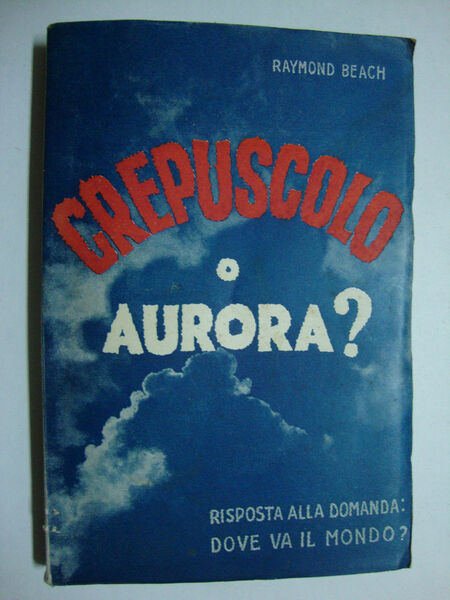 RAYMOND BEACH
CREPUSCOLO
O
AURORA?
RISPOSTA ALLA DOMANDA:
DOVE VA IL MONDO?